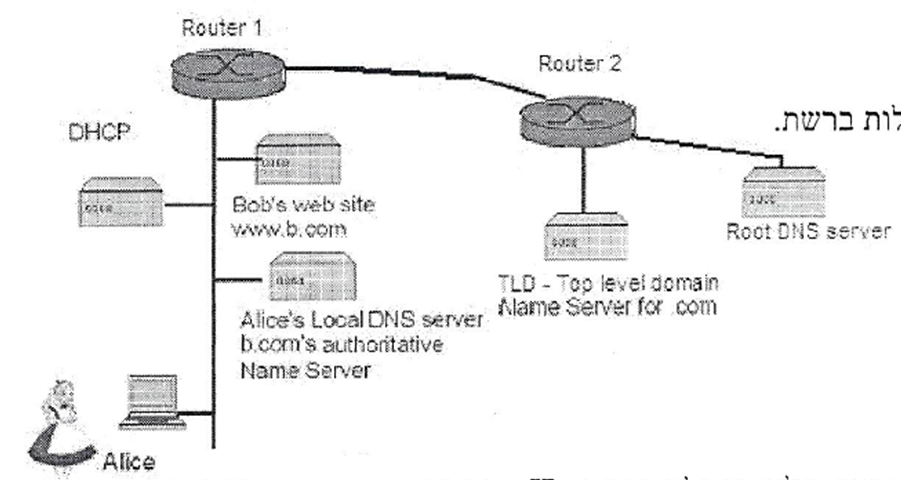 Router 1
Router 2
DHCP
לות ברשת.
Bob's web site
www.b.com
Root DNS server
TLD - Top level domain
Name Server for .com
Alice's Local DNS server
b.com's authoritative
Name Server
Alice